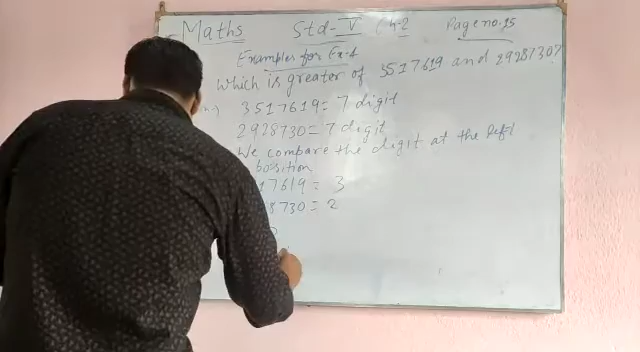 Maths Std-V Ch-2 Page no.15
Examples for Ex-4
Which is greater of 3517619 and 2928730?
3517619 = 7 digit
2928730 = 7 digit
We compare the digit at the left
position
17619 = 3
8730 = 2